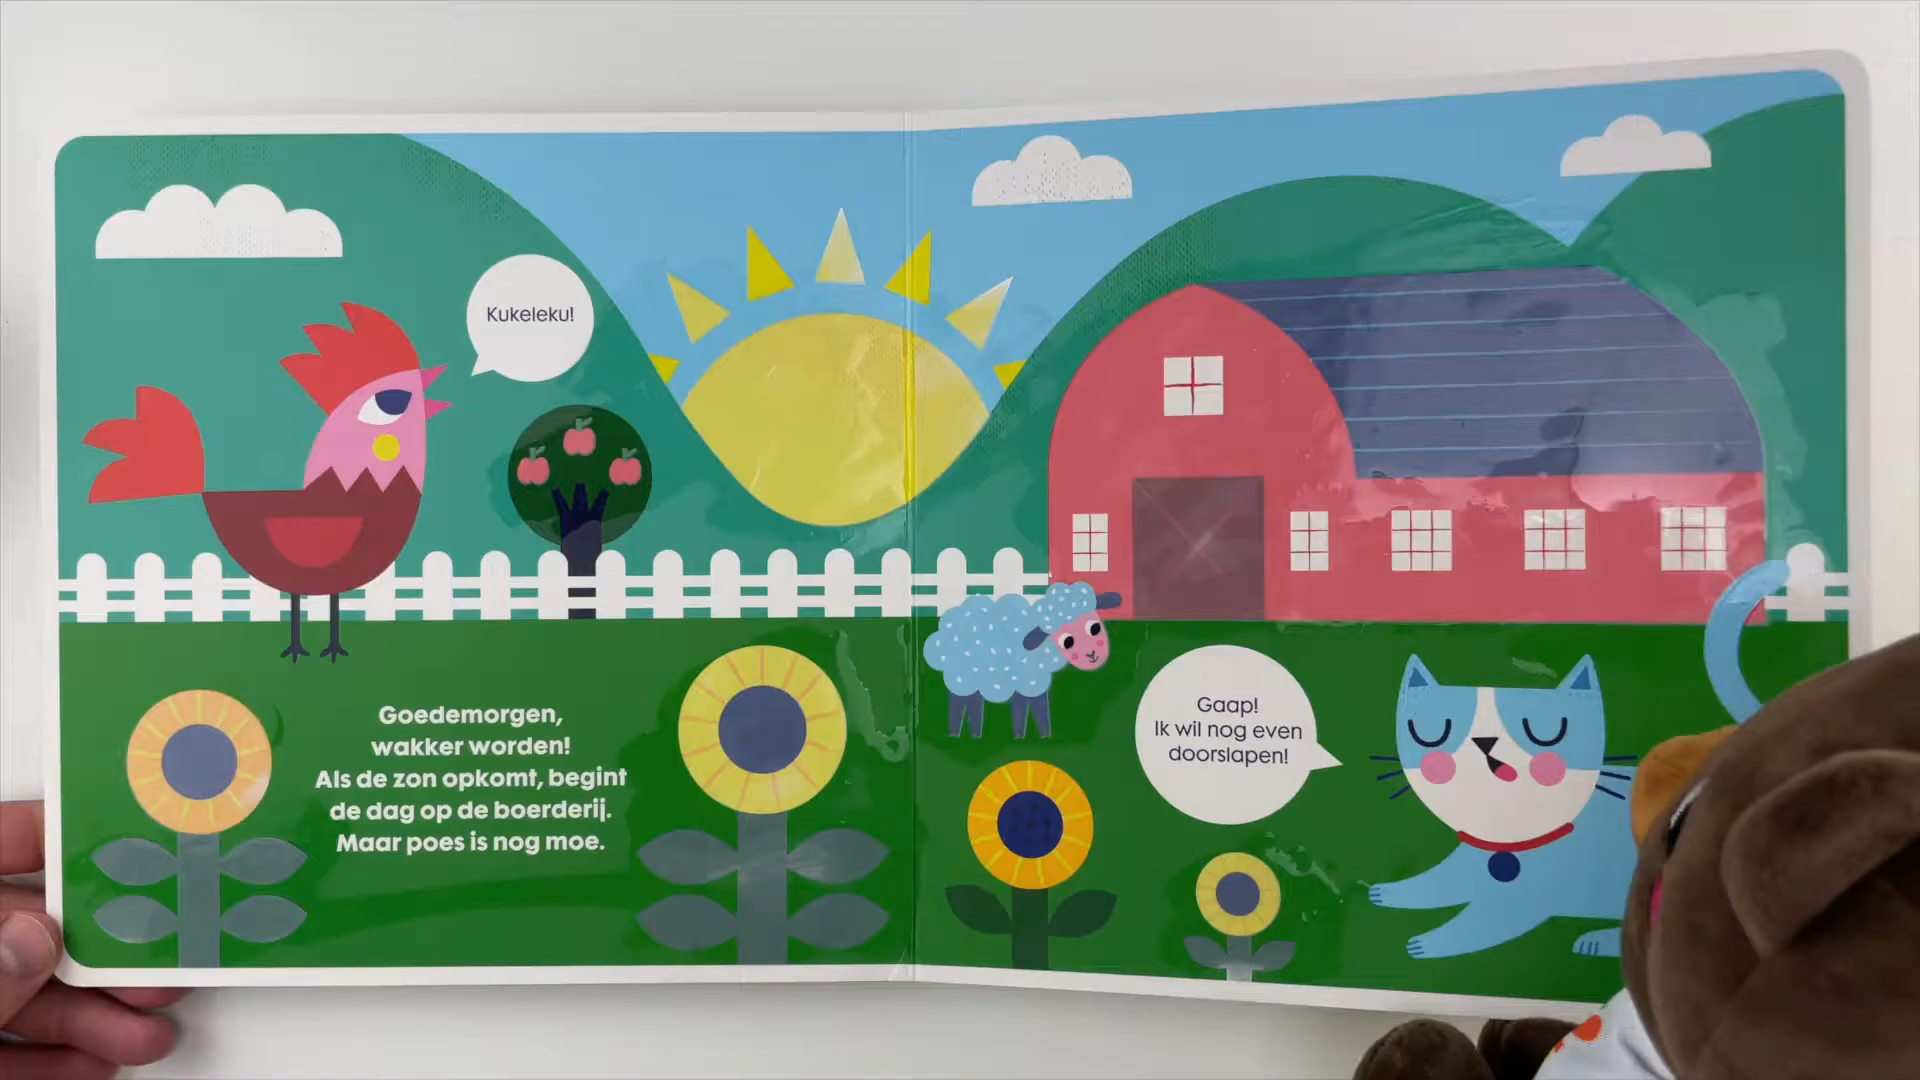 Kukeleku!
Goedemorgen,
wakker worden!
Als de zon opkomt, begint
de dag op de boerderij.
Maar poes is nog moe.
Gaap!
Ik wil nog even
doorslapen!